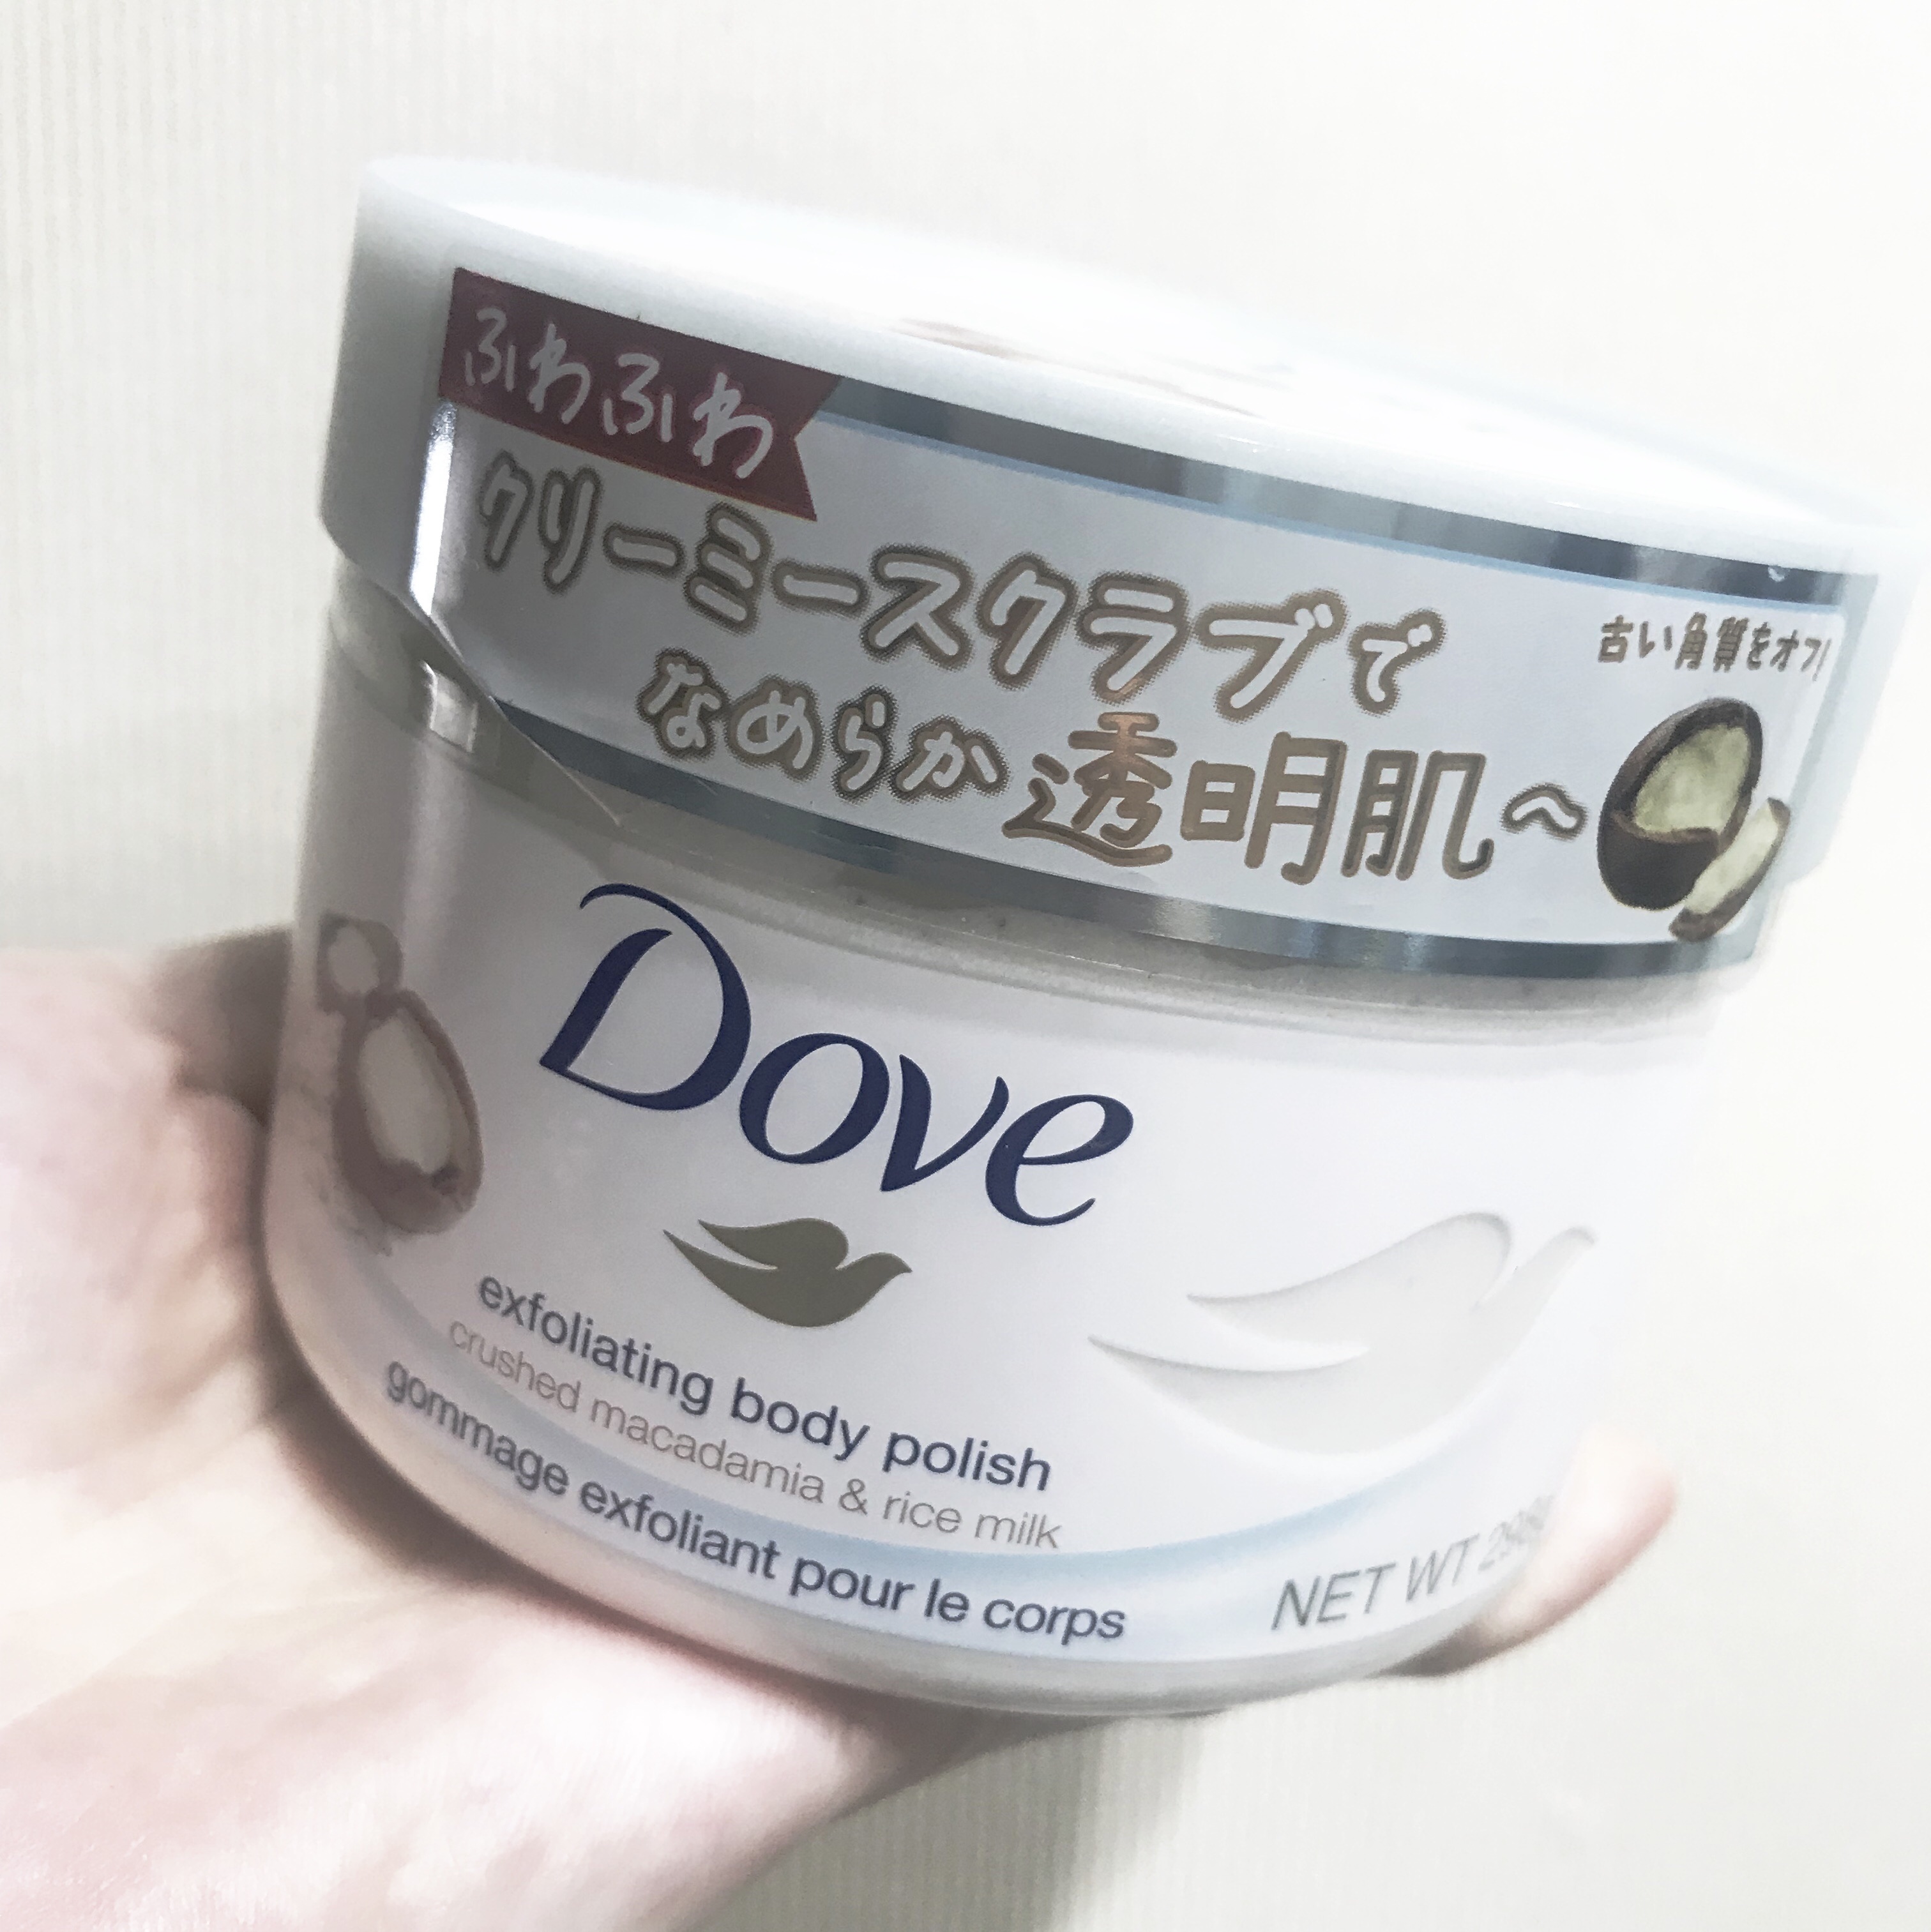 ふわふわ
クリーミースクラブで
なめらか透明肌へ
古い角質をオフ!
Dove
exfoliating body polish
crushed macadamia & rice milk
gommage exfoliant pour le corps
NET WT